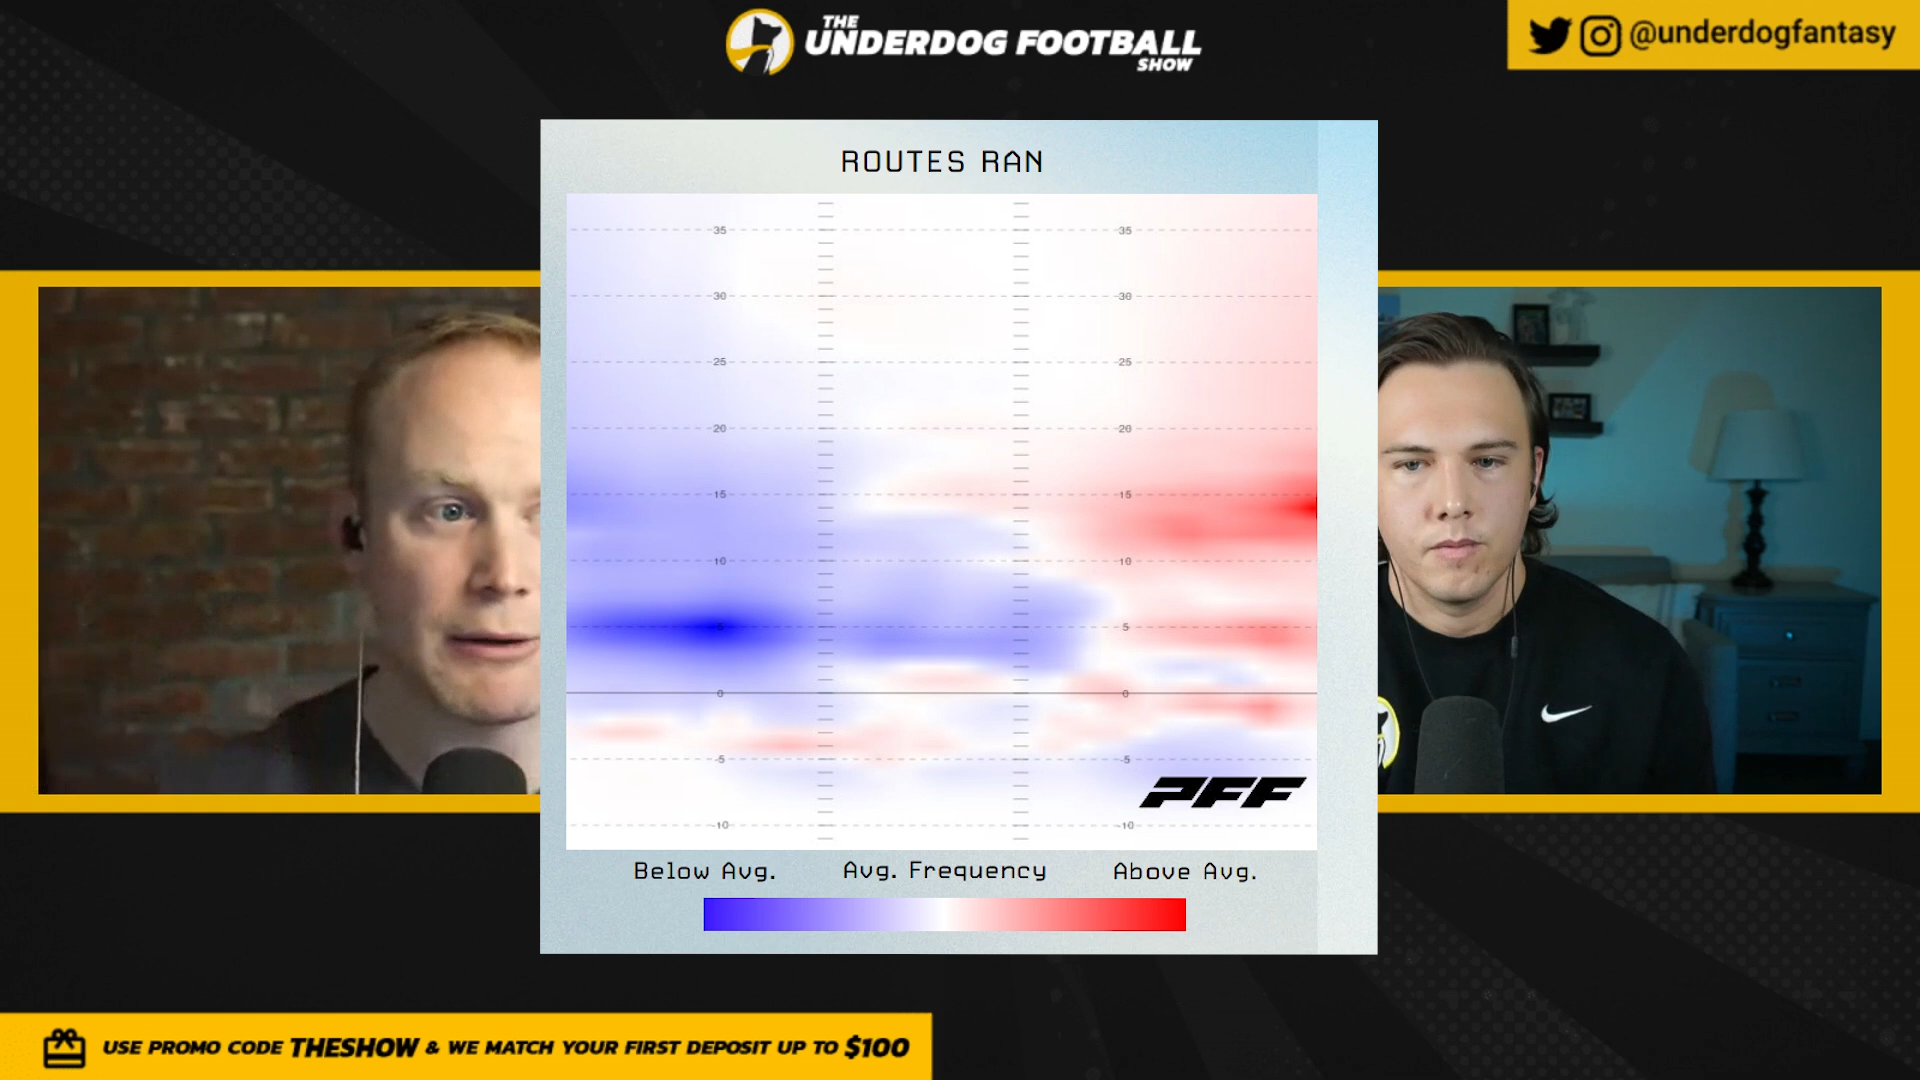 THE
UNDERDOG FOOTBALL
SHOW
@underdogfantasy
ROUTES RAN
35 35
30 30
25 25
20 20
15 15
10 10
5 5
0 0
-5 -5
PFF
-10 -10
Below Avg. Avg. Frequency Above Avg.
USE PROMO CODE THESHOW & WE MATCH YOUR FIRST DEPOSIT UP TO $100